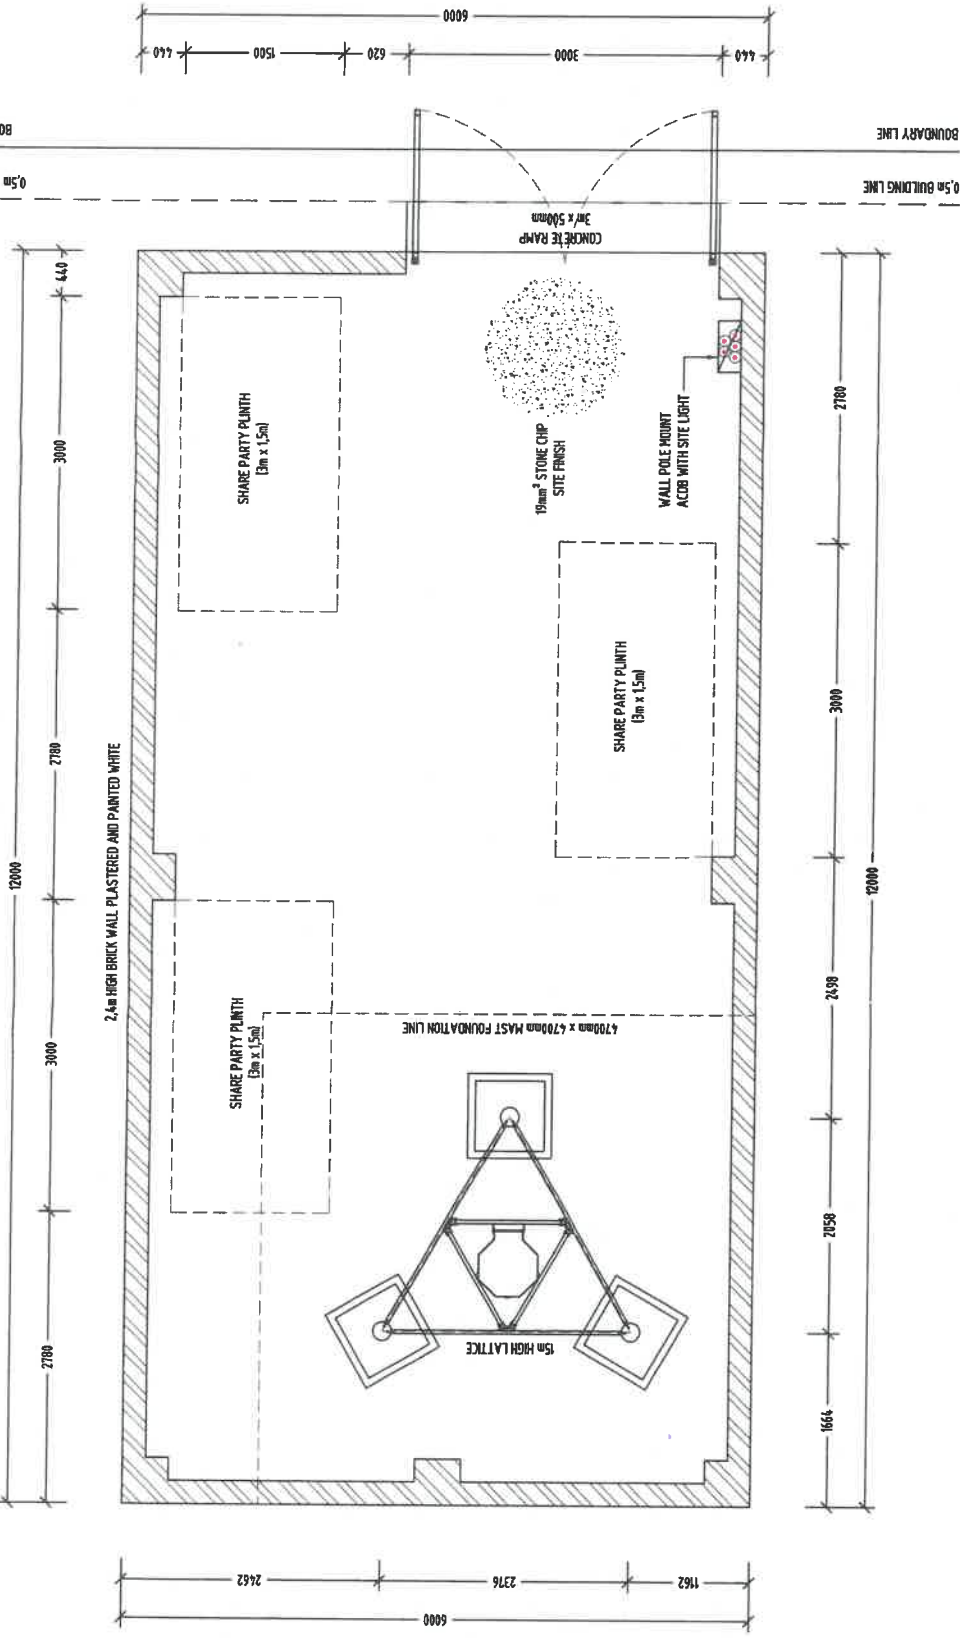 6000
440
1500
620
3000
440
BO
BOUNDARY LINE
0,5m
0,5m BUILDING LINE
CONCRETE RAMP
3m x 500mm
12000
440
3000
2780
3000
2780
2,4m HIGH BRICK WALL PLASTERED AND PAINTED WHITE
SHARE PARTY PLINTH
(3m x 1,5m)
19mm³ STONE CHIP
SITE FINISH
WALL POLE MOUNT
ACDB WITH SITE LIGHT
SHARE PARTY PLINTH
(3m x 1,5m)
SHARE PARTY PLINTH
(3m x 1,5m)
4700mm x 4700mm MAST FOUNDATION LINE
15m HIGH LATTICE
2780
3000
2498
2058
1664
12000
2462
2376
1162
6000